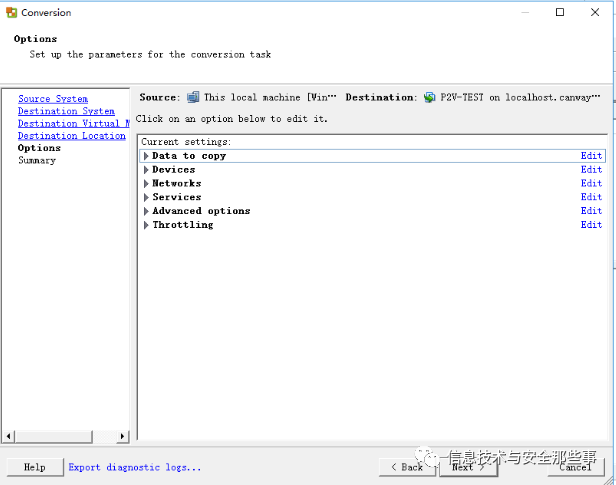 Conversion
Options
Set up the parameters for the conversion task
Source System
Destination System
Destination Virtual M
Destination Location
Options
Summary
Source: This local machine [Win… Destination: P2V-TEST on localhost.canway…
Click on an option below to edit it.
Current settings:
Data to copy Edit
Devices Edit
Networks Edit
Services Edit
Advanced options Edit
Throttling Edit
Help Export diagnostic logs... < Back Next > Cancel
信息技术与安全那些事